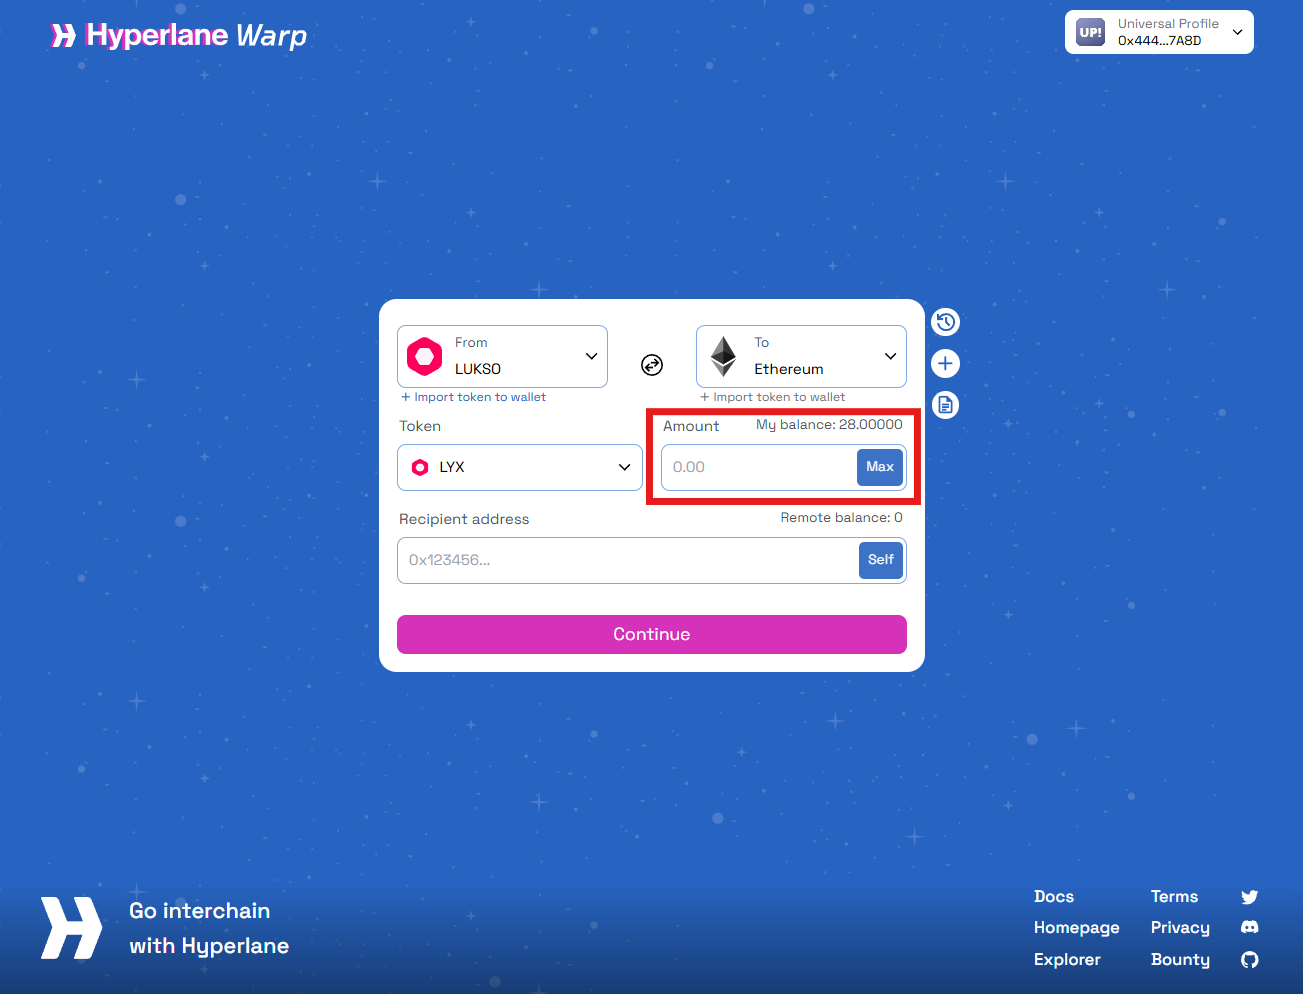 Hyperlane Warp
UP!
Universal Profile
0x444...7A8D
From
LUKSO
To
Ethereum
+ Import token to wallet
+ Import token to wallet
Token
Amount
My balance: 28.00000
LYX
0.00
Max
Recipient address
Remote balance: 0
0x123456...
Self
Continue
Go interchain
with Hyperlane
Docs
Terms
Homepage
Privacy
Explorer
Bounty